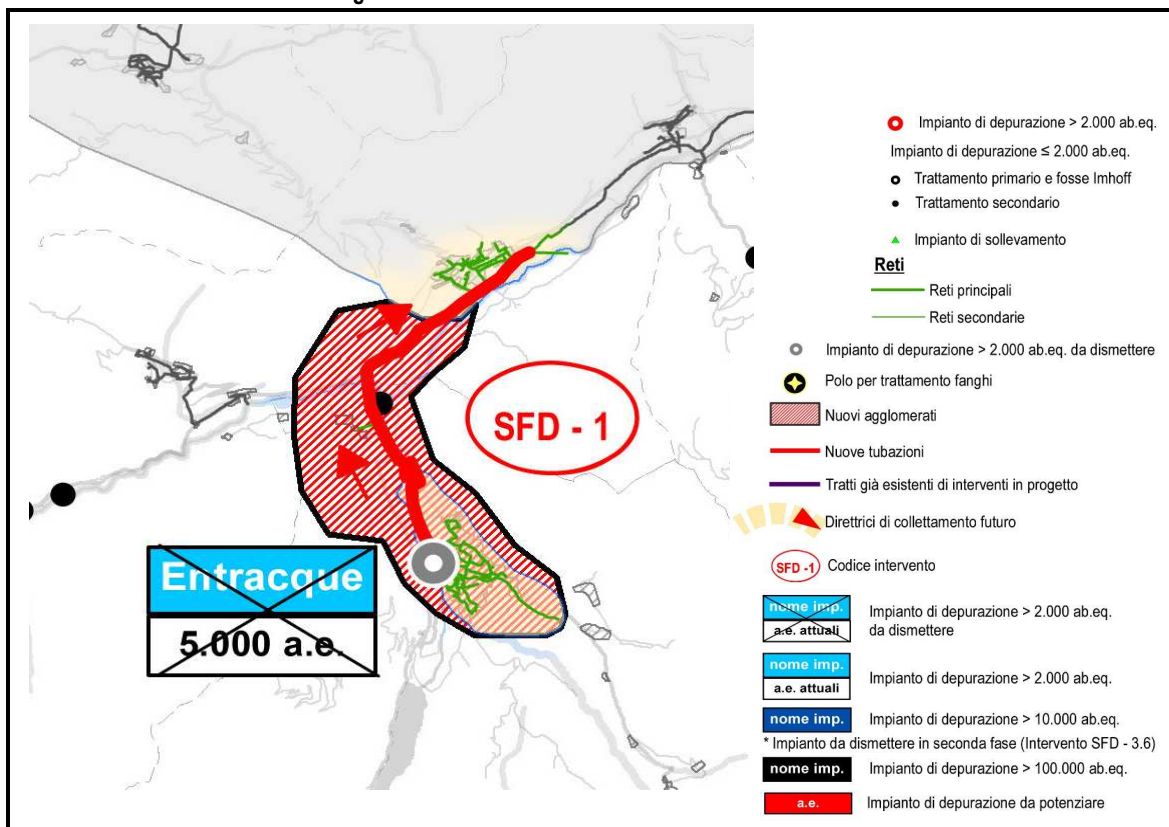 SFD - 1
Entracque
5.000 a.e.
Impianto di depurazione > 2.000 ab.eq.
Impianto di depurazione ≤ 2.000 ab.eq.
Trattamento primario e fosse Imhoff
Trattamento secondario
Impianto di sollevamento
Reti
Reti principali
Reti secondarie
Impianto di depurazione > 2.000 ab.eq. da dismettere
Polo per trattamento fanghi
Nuovi agglomerati
Nuove tubazioni
Tratti già esistenti di interventi in progetto
Direttrici di collettamento futuro
SFD -1 Codice intervento
nome imp.
a.e. attuali
Impianto di depurazione > 2.000 ab.eq.
da dismettere
nome imp.
a.e. attuali
Impianto di depurazione > 2.000 ab.eq.
nome imp. Impianto di depurazione > 10.000 ab.eq.
* Impianto da dismettere in seconda fase (Intervento SFD - 3.6)
nome imp. Impianto di depurazione > 100.000 ab.eq.
a.e. Impianto di depurazione da potenziare